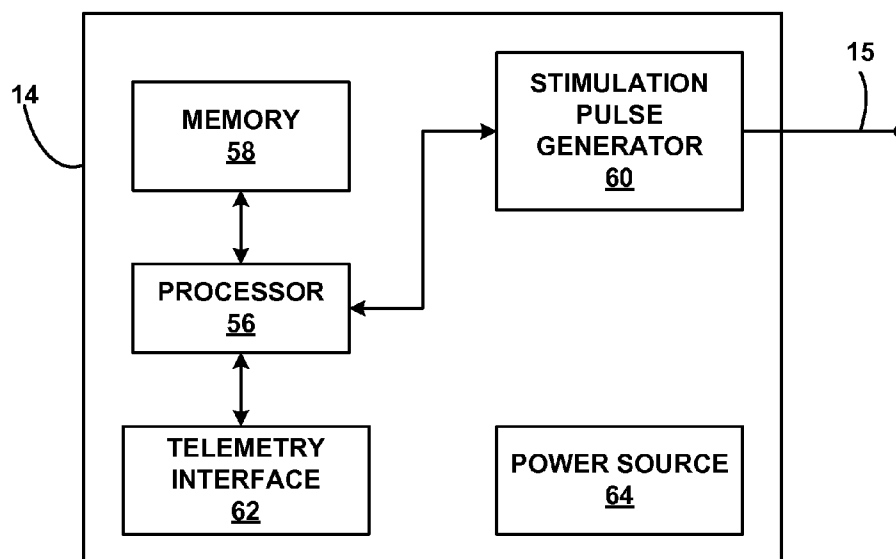 14
MEMORY
58
STIMULATION
PULSE
GENERATOR
60
15
PROCESSOR
56
TELEMETRY
INTERFACE
62
POWER SOURCE
64